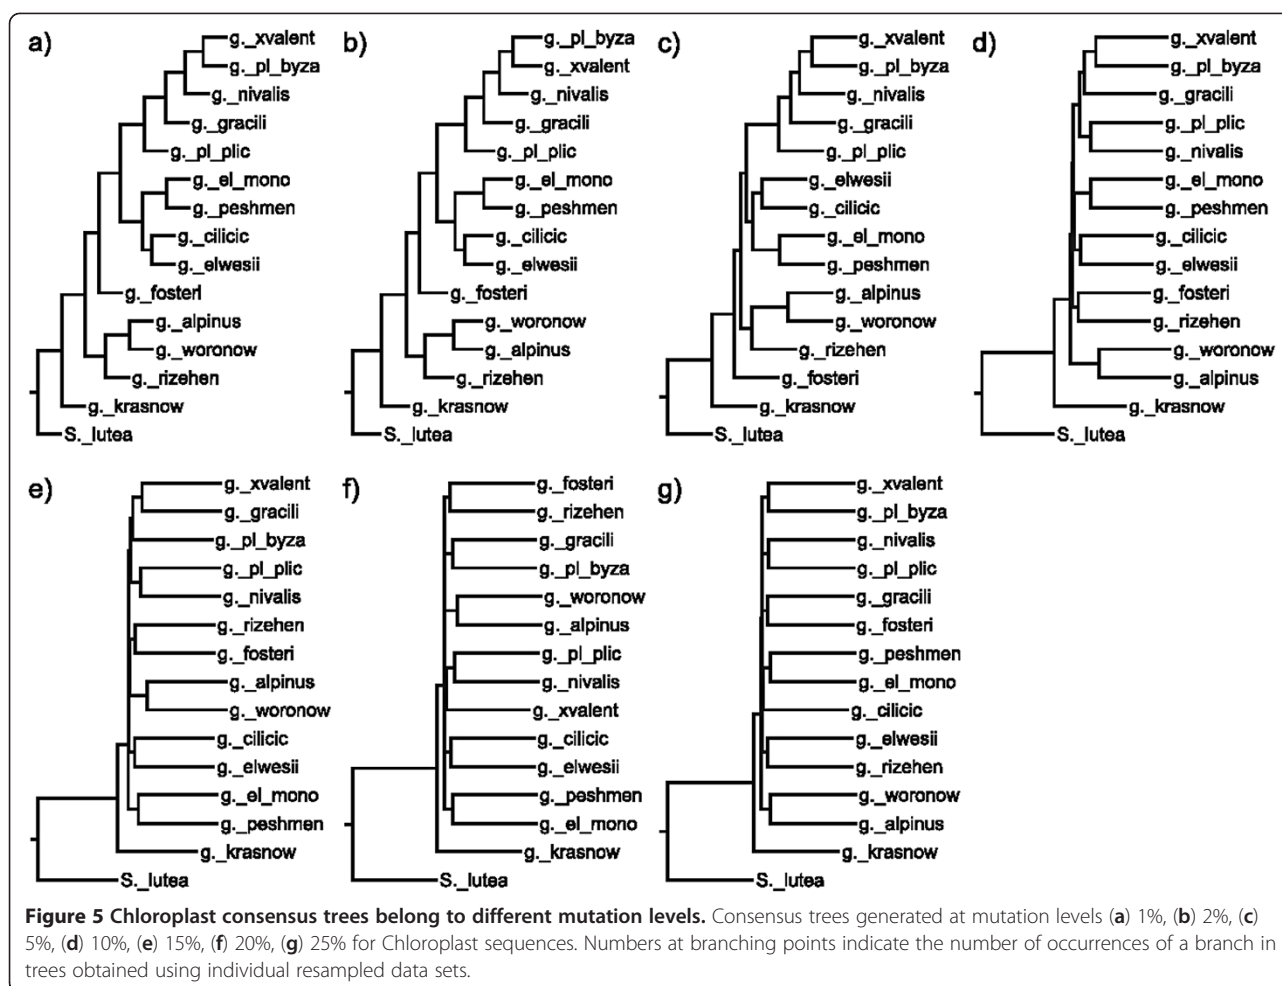 a)
g._xvalent
g._pl_byza
g._nivalis
g._gracili
g._pl_plic
g._el_mono
g._peshmen
g._cilicic
g._elwesii
g._fosteri
g._alpinus
g._woronow
g._rizehen
g._krasnow
S._lutea
b)
g._pl_byza
g._xvalent
g._nivalis
g._gracili
g._pl_plic
g._el_mono
g._peshmen
g._cilicic
g._elwesii
g._fosteri
g._woronow
g._alpinus
g._rizehen
g._krasnow
S._lutea
c)
g._xvalent
g._pl_byza
g._nivalis
g._gracili
g._pl_plic
g._elwesii
g._cilicic
g._el_mono
g._peshmen
g._alpinus
g._woronow
g._rizehen
g._fosteri
g._krasnow
S._lutea
d)
g._xvalent
g._pl_byza
g._gracili
g._pl_plic
g._nivalis
g._el_mono
g._peshmen
g._cilicic
g._elwesii
g._fosteri
g._rizehen
g._woronow
g._alpinus
g._krasnow
S._lutea
e)
g._xvalent
g._gracili
g._pl_byza
g._pl_plic
g._nivalis
g._rizehen
g._fosteri
g._alpinus
g._woronow
g._cilicic
g._elwesii
g._el_mono
g._peshmen
g._krasnow
S._lutea
f)
g._fosteri
g._rizehen
g._gracili
g._pl_byza
g._woronow
g._alpinus
g._pl_plic
g._nivalis
g._xvalent
g._cilicic
g._elwesii
g._peshmen
g._el_mono
g._krasnow
S._lutea
g)
g._xvalent
g._pl_byza
g._nivalis
g._pl_plic
g._gracili
g._fosteri
g._peshmen
g._el_mono
g._cilicic
g._elwesii
g._rizehen
g._woronow
g._alpinus
g._krasnow
S._lutea
Figure 5 Chloroplast consensus trees belong to different mutation levels. Consensus trees generated at mutation levels (a) 1%, (b) 2%, (c)
5%, (d) 10%, (e) 15%, (f) 20%, (g) 25% for Chloroplast sequences. Numbers at branching points indicate the number of occurrences of a branch in
trees obtained using individual resampled data sets.